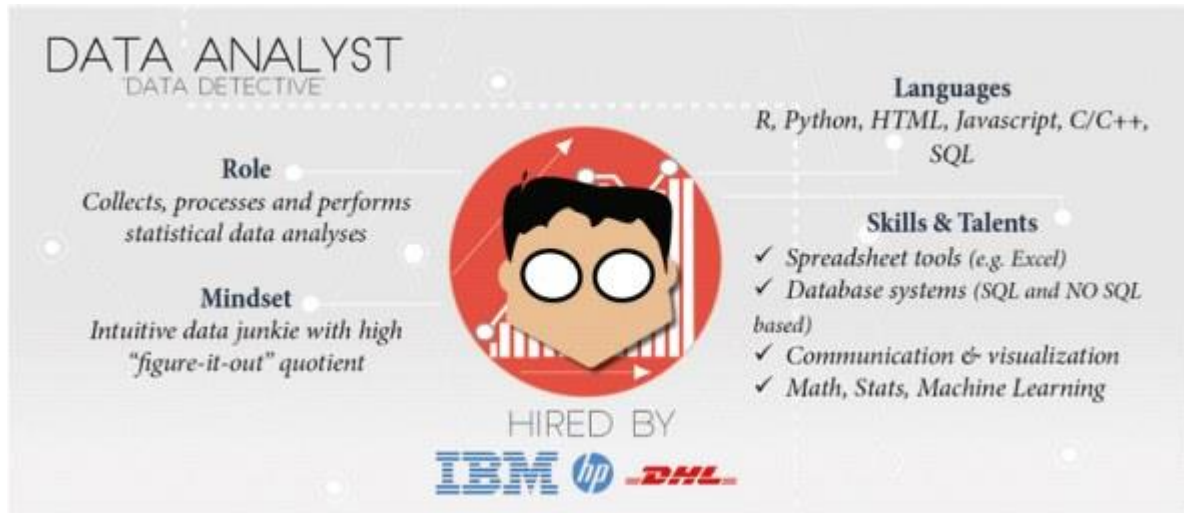 DATA ANALYST
'DATA DETECTIVE'
Role
Collects, processes and performs
statistical data analyses
Mindset
Intuitive data junkie with high
“figure-it-out” quotient
Languages
R, Python, HTML, Javascript, C/C++,
SQL
Skills & Talents
✓ Spreadsheet tools (e.g. Excel)
✓ Database systems (SQL and NO SQL
based)
✓ Communication & visualization
✓ Math, Stats, Machine Learning
HIRED BY
IBM hp DHL